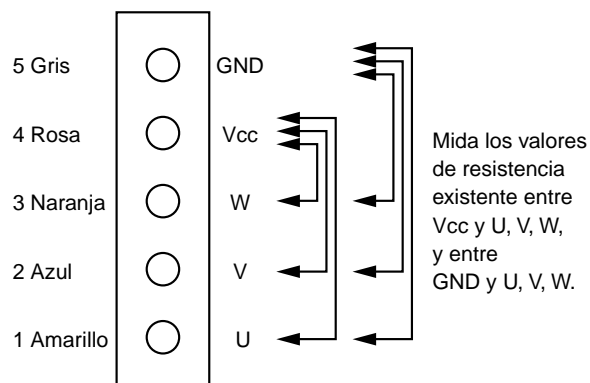 5 Gris GND
4 Rosa Vcc
3 Naranja W
2 Azul V
1 Amarillo U
Mida los valores
de resistencia
existente entre
Vcc y U, V, W,
y entre
GND y U, V, W.